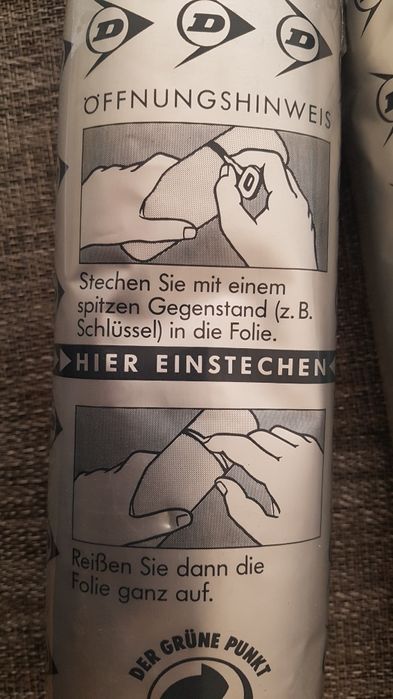 D D D
ÖFFNUNGSHINWEIS
D
Stechen Sie mit einem
spitzen Gegenstand (z. B.
Schlüssel) in die Folie.
HIER EINSTECHEN
Reißen Sie dann die
Folie ganz auf.
DER GRÜNE PUNKT